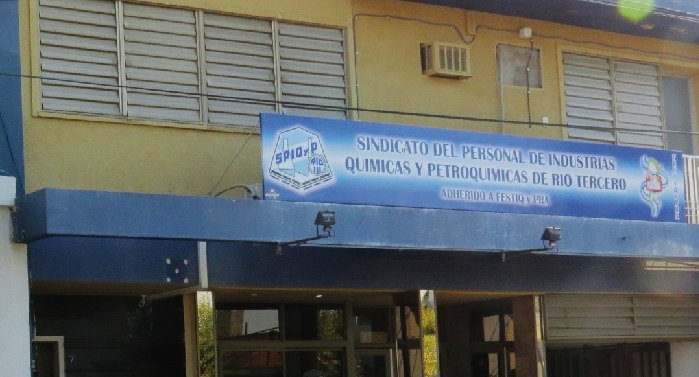 SPIQyP
SINDICATO DEL PERSONAL DE INDUSTRIAS
QUIMICAS Y PETROQUIMICAS DE RIO TERCERO
ADHERIDO A FESTIQ y PRA